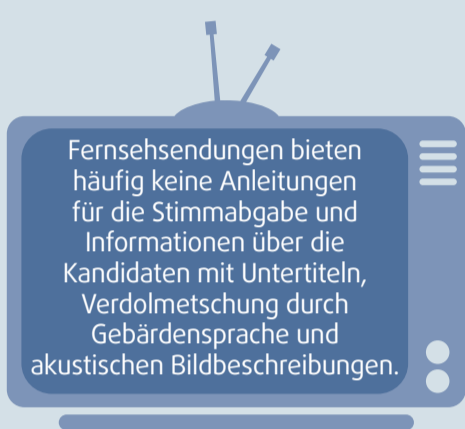 Fernsehsendungen bieten
häufig keine Anleitungen
für die Stimmabgabe und
Informationen über die
Kandidaten mit Untertiteln,
Verdolmetschung durch
Gebärdensprache und
akustischen Bildbeschreibungen.